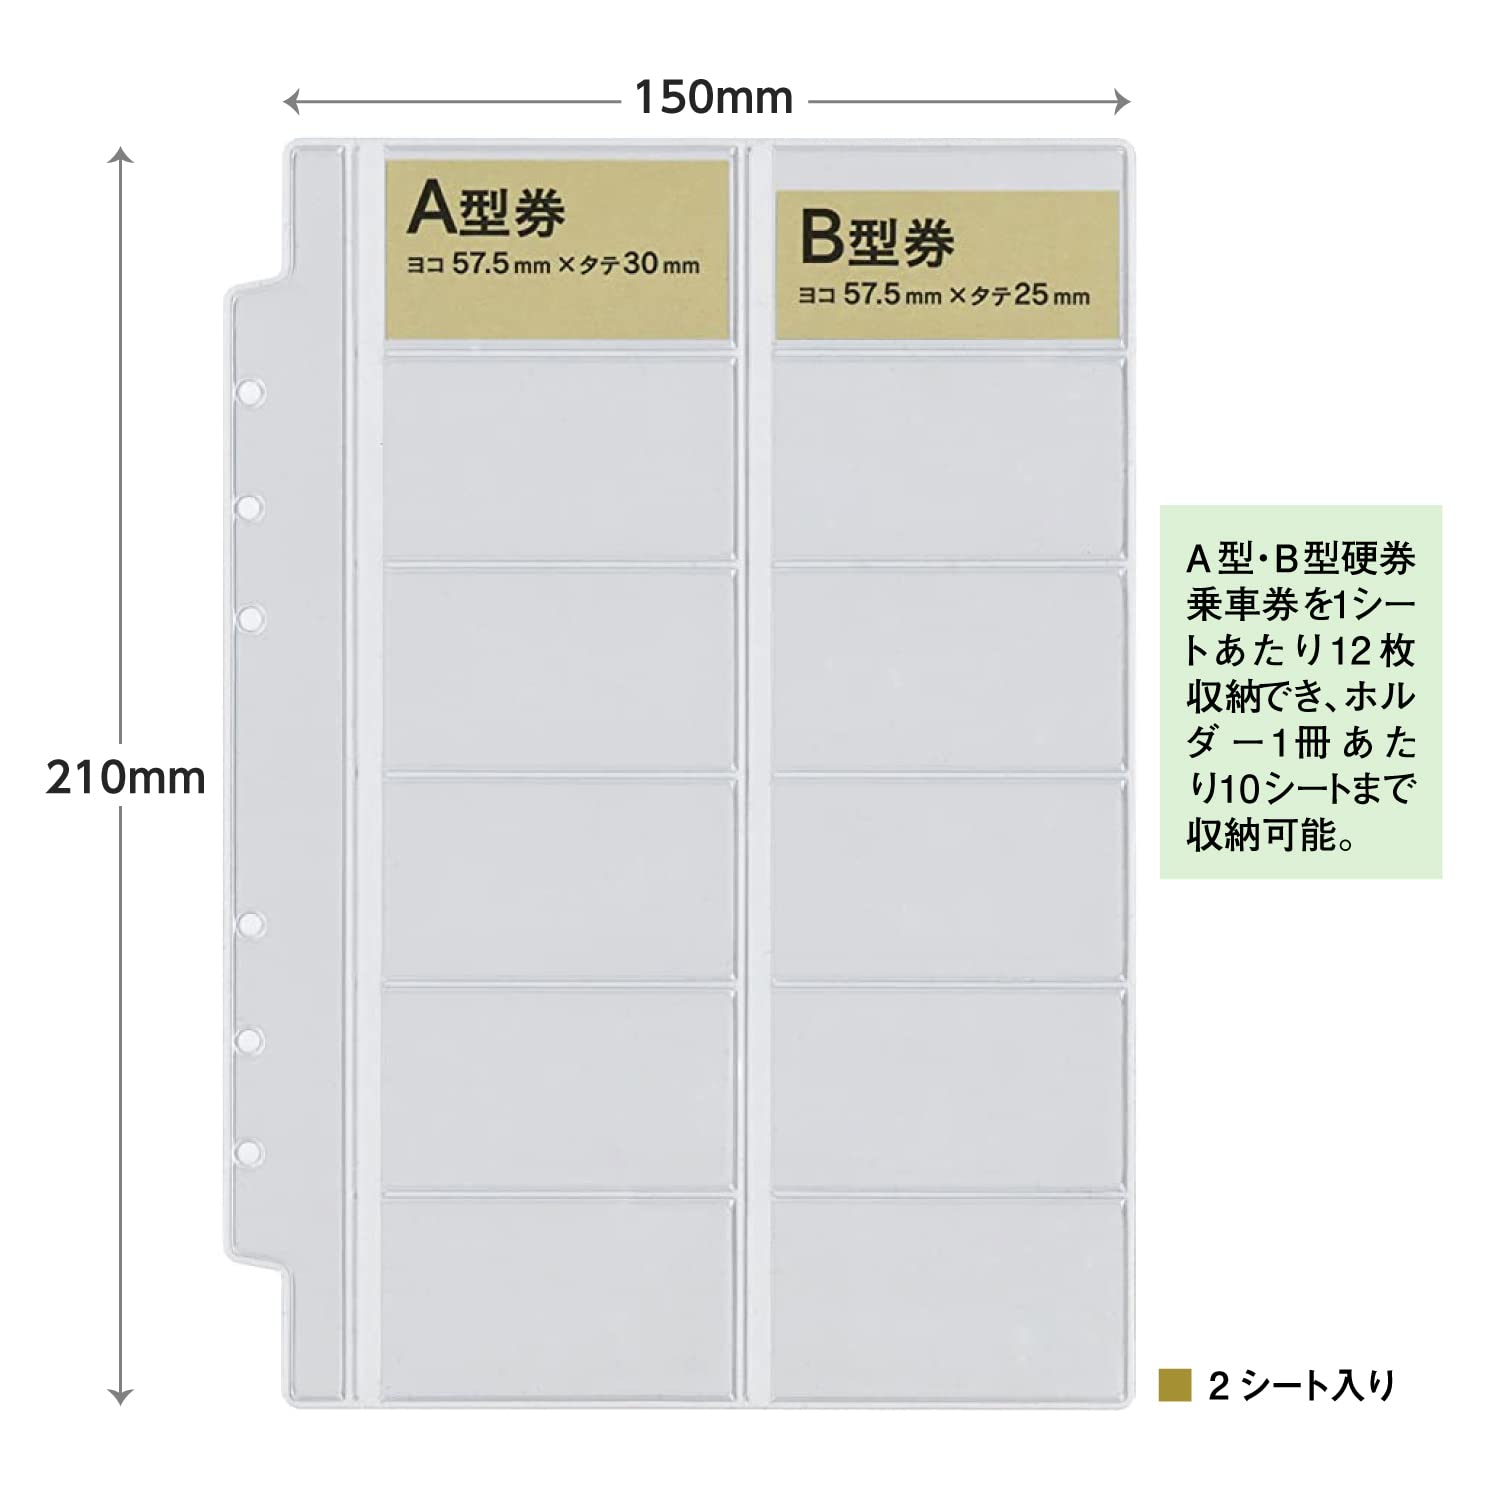 150mm
A型券
ヨコ 57.5mm×タテ30mm
B型券
ヨコ 57.5mm×タテ25mm
210mm
A型・B型硬券
乗車券を1シー
トあたり12枚
収納でき、ホル
ダー1冊あた
り10シートまで
収納可能。
2シート入り